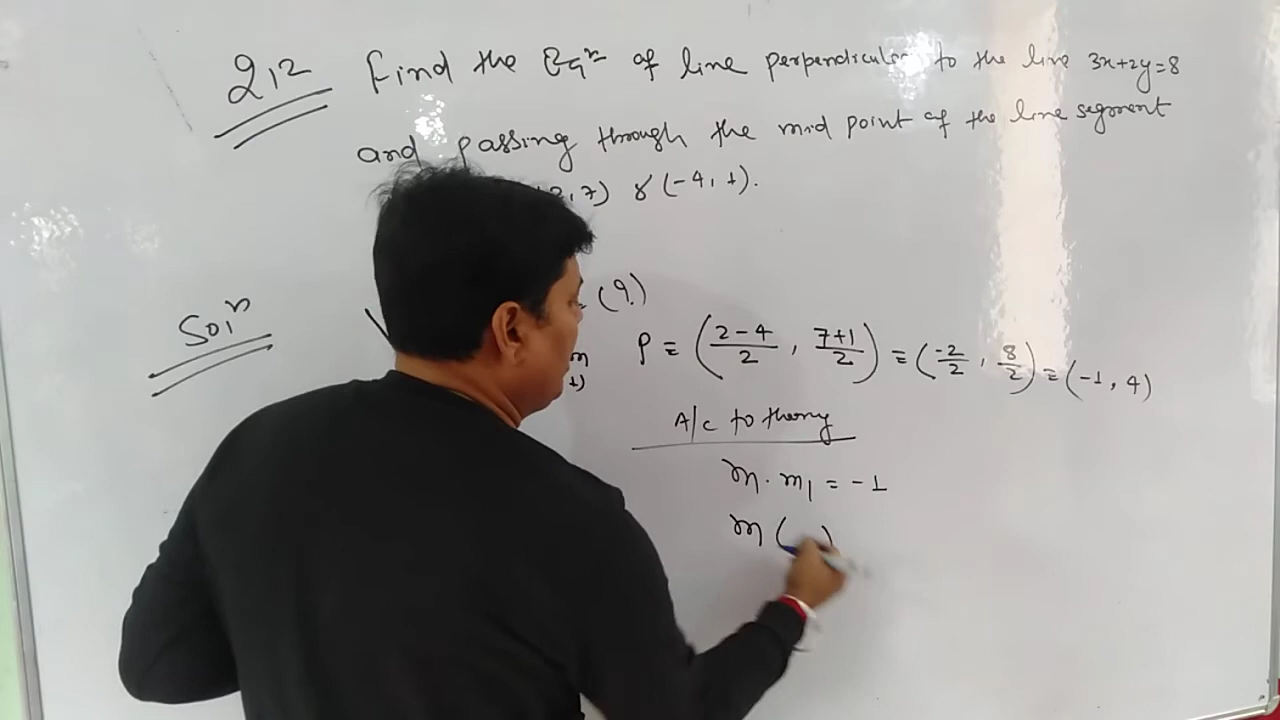 Q.12 Find the Eqn of line perpendicular to the line 3x+2y=8
and passing through the mid point of the line segment
, 7) & (-4, 1).
Soln
(9.)
P = (2-4/2 , 7+1/2) = (-2/2 , 8/2) = (-1, 4)
m
1)
A/c to theory
m . m1 = -1
m ( )